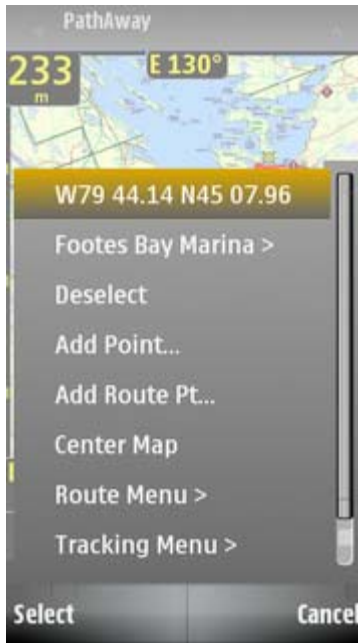 PathAway
233
m
E 130°
W79 44.14 N45 07.96
Footes Bay Marina >
Deselect
Add Point...
Add Route Pt...
Center Map
Route Menu >
Tracking Menu >
Select
Cancel